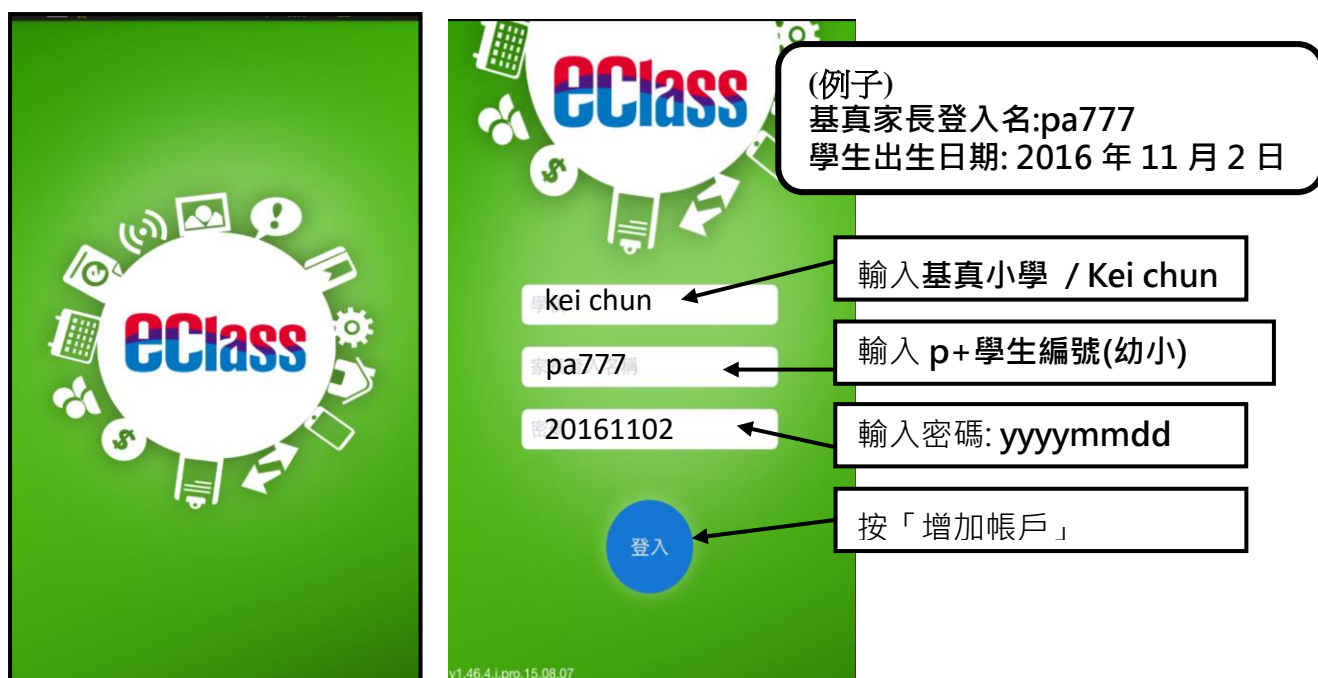 eClass
eClass
(例子)
基真家長登入名:pa777
學生出生日期: 2016 年 11 月 2 日
kei chun
輸入基真小學 / Kei chun
pa777
輸入 p+學生編號(幼小)
20161102
輸入密碼: yyyymmdd
登入
按「增加帳戶」
v1.46.4.i.pro.15.08.07